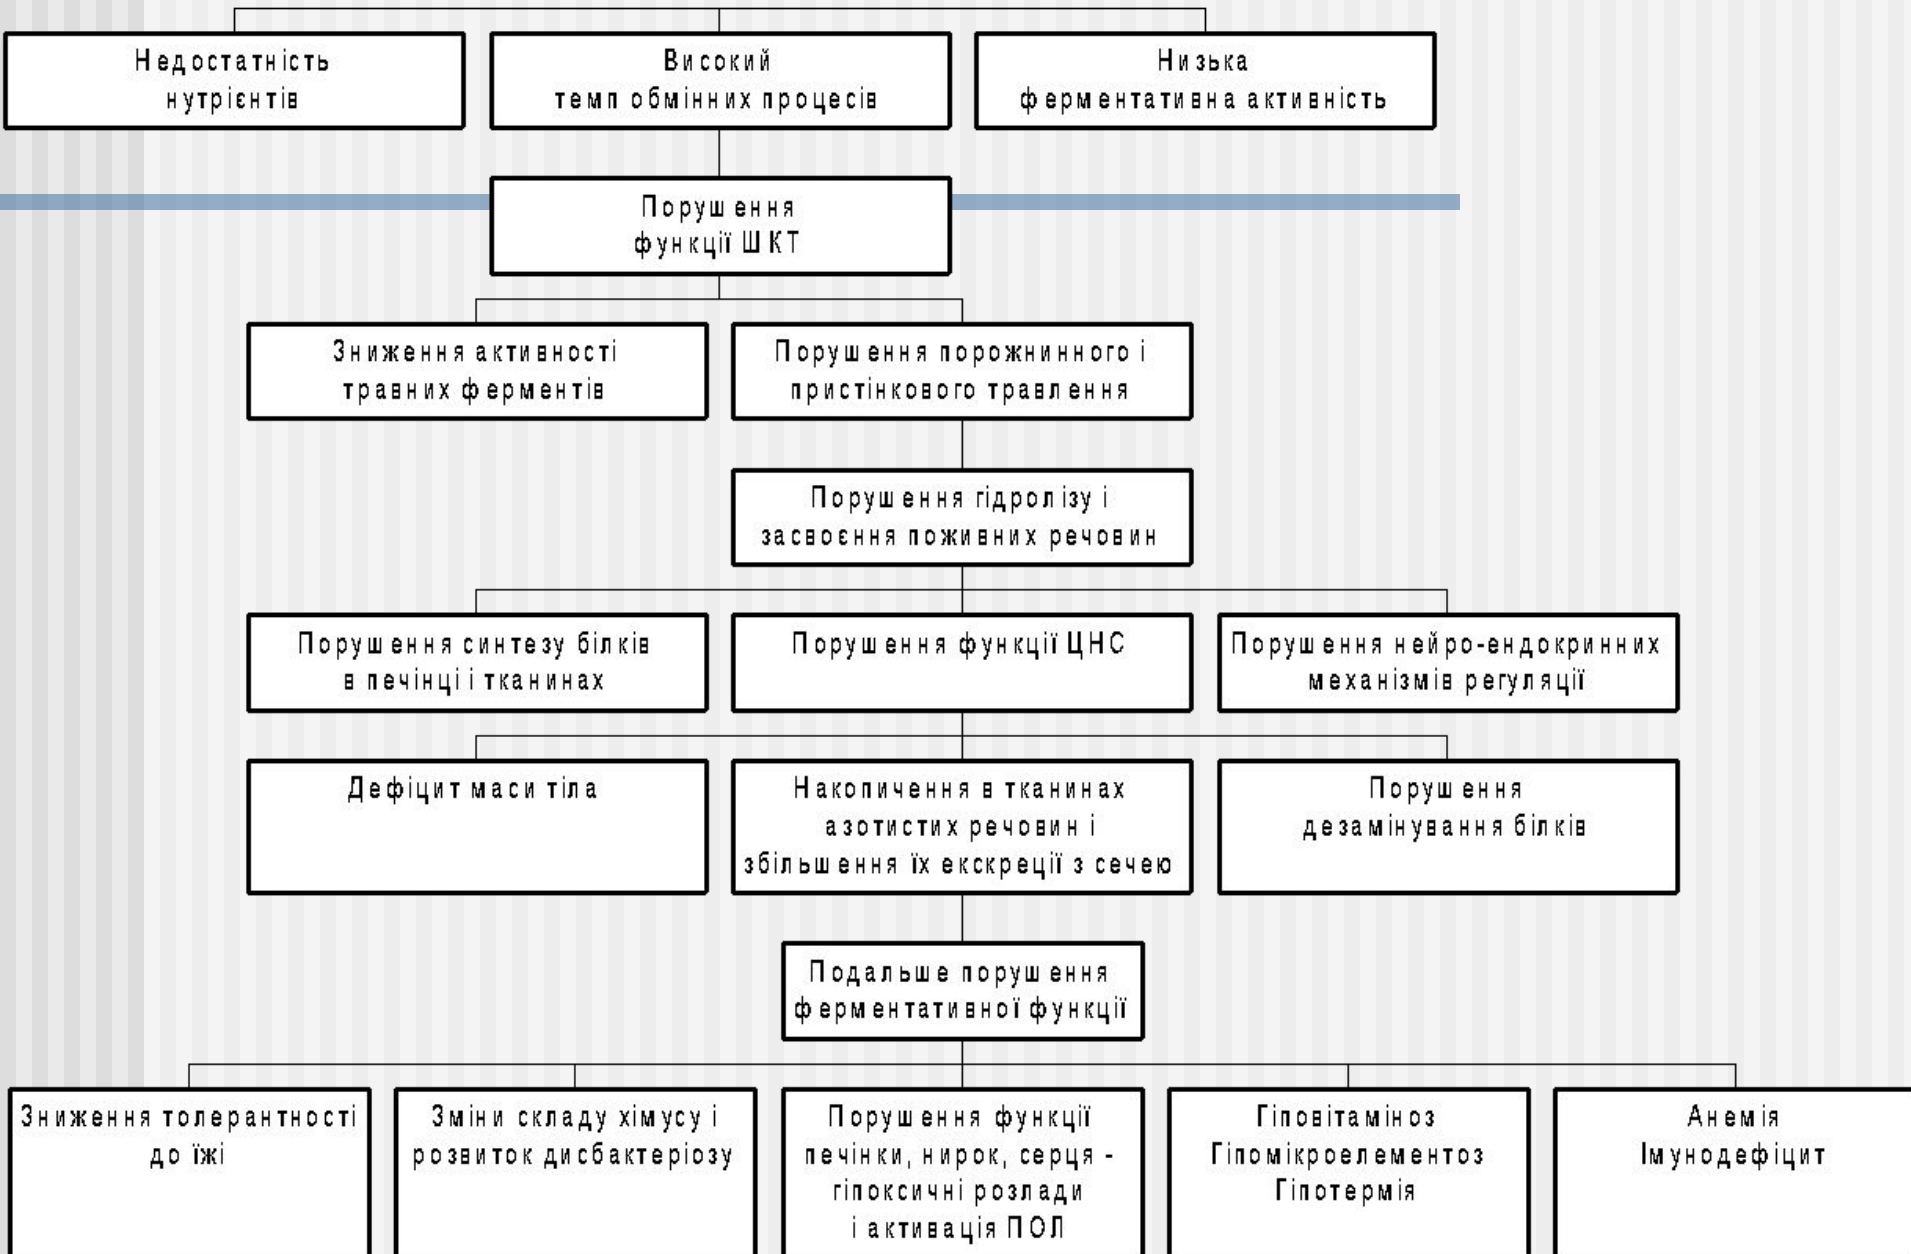 Недостатність
нутрієнтів
Високий
темп обмінних процесів
Низька
ферментативна активність
Порушення
функції ШКТ
Зниження активності
травних ферментів
Порушення порожнинного і
пристінкового травлення
Порушення гідролізу і
засвоєння поживних речовин
Порушення синтезу білків
в печінці і тканинах
Порушення функції ЦНС
Порушення нейро-ендокринних
механізмів регуляції
Дефіцит маси тіла
Накопичення в тканинах
азотистих речовин і
збільшення їх екскреції з сечею
Порушення
дезамінування білків
Подальше порушення
ферментативної функції
Зниження толерантності
до їжі
Зміни складу хімусу і
розвиток дисбактеріозу
Порушення функції
печінки, нирок, серця -
гіпоксичні розлади
і активація ПОЛ
Гіповітаміноз
Гіпомікроелементоз
Гіпотермія
Анемія
Імунодефіцит